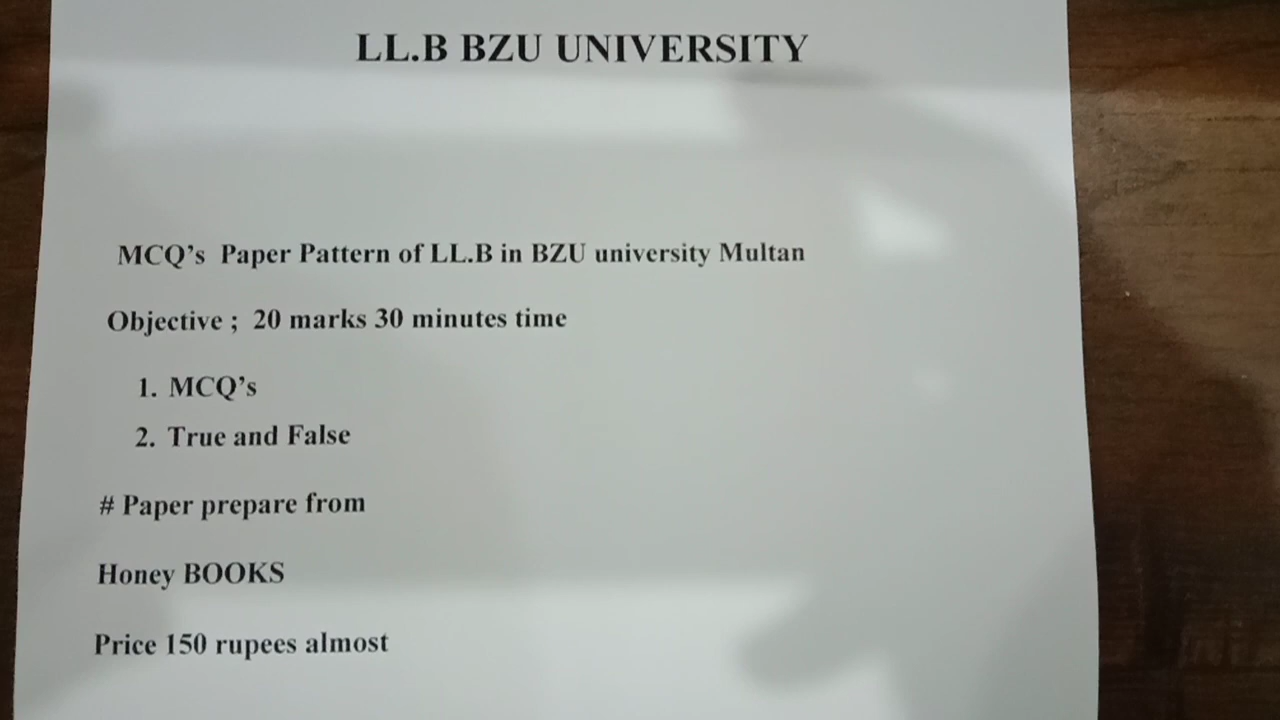 LL.B BZU UNIVERSITY
MCQ's Paper Pattern of LL.B in BZU university Multan
Objective ; 20 marks 30 minutes time
1. MCQ's
2. True and False
# Paper prepare from
Honey BOOKS
Price 150 rupees almost